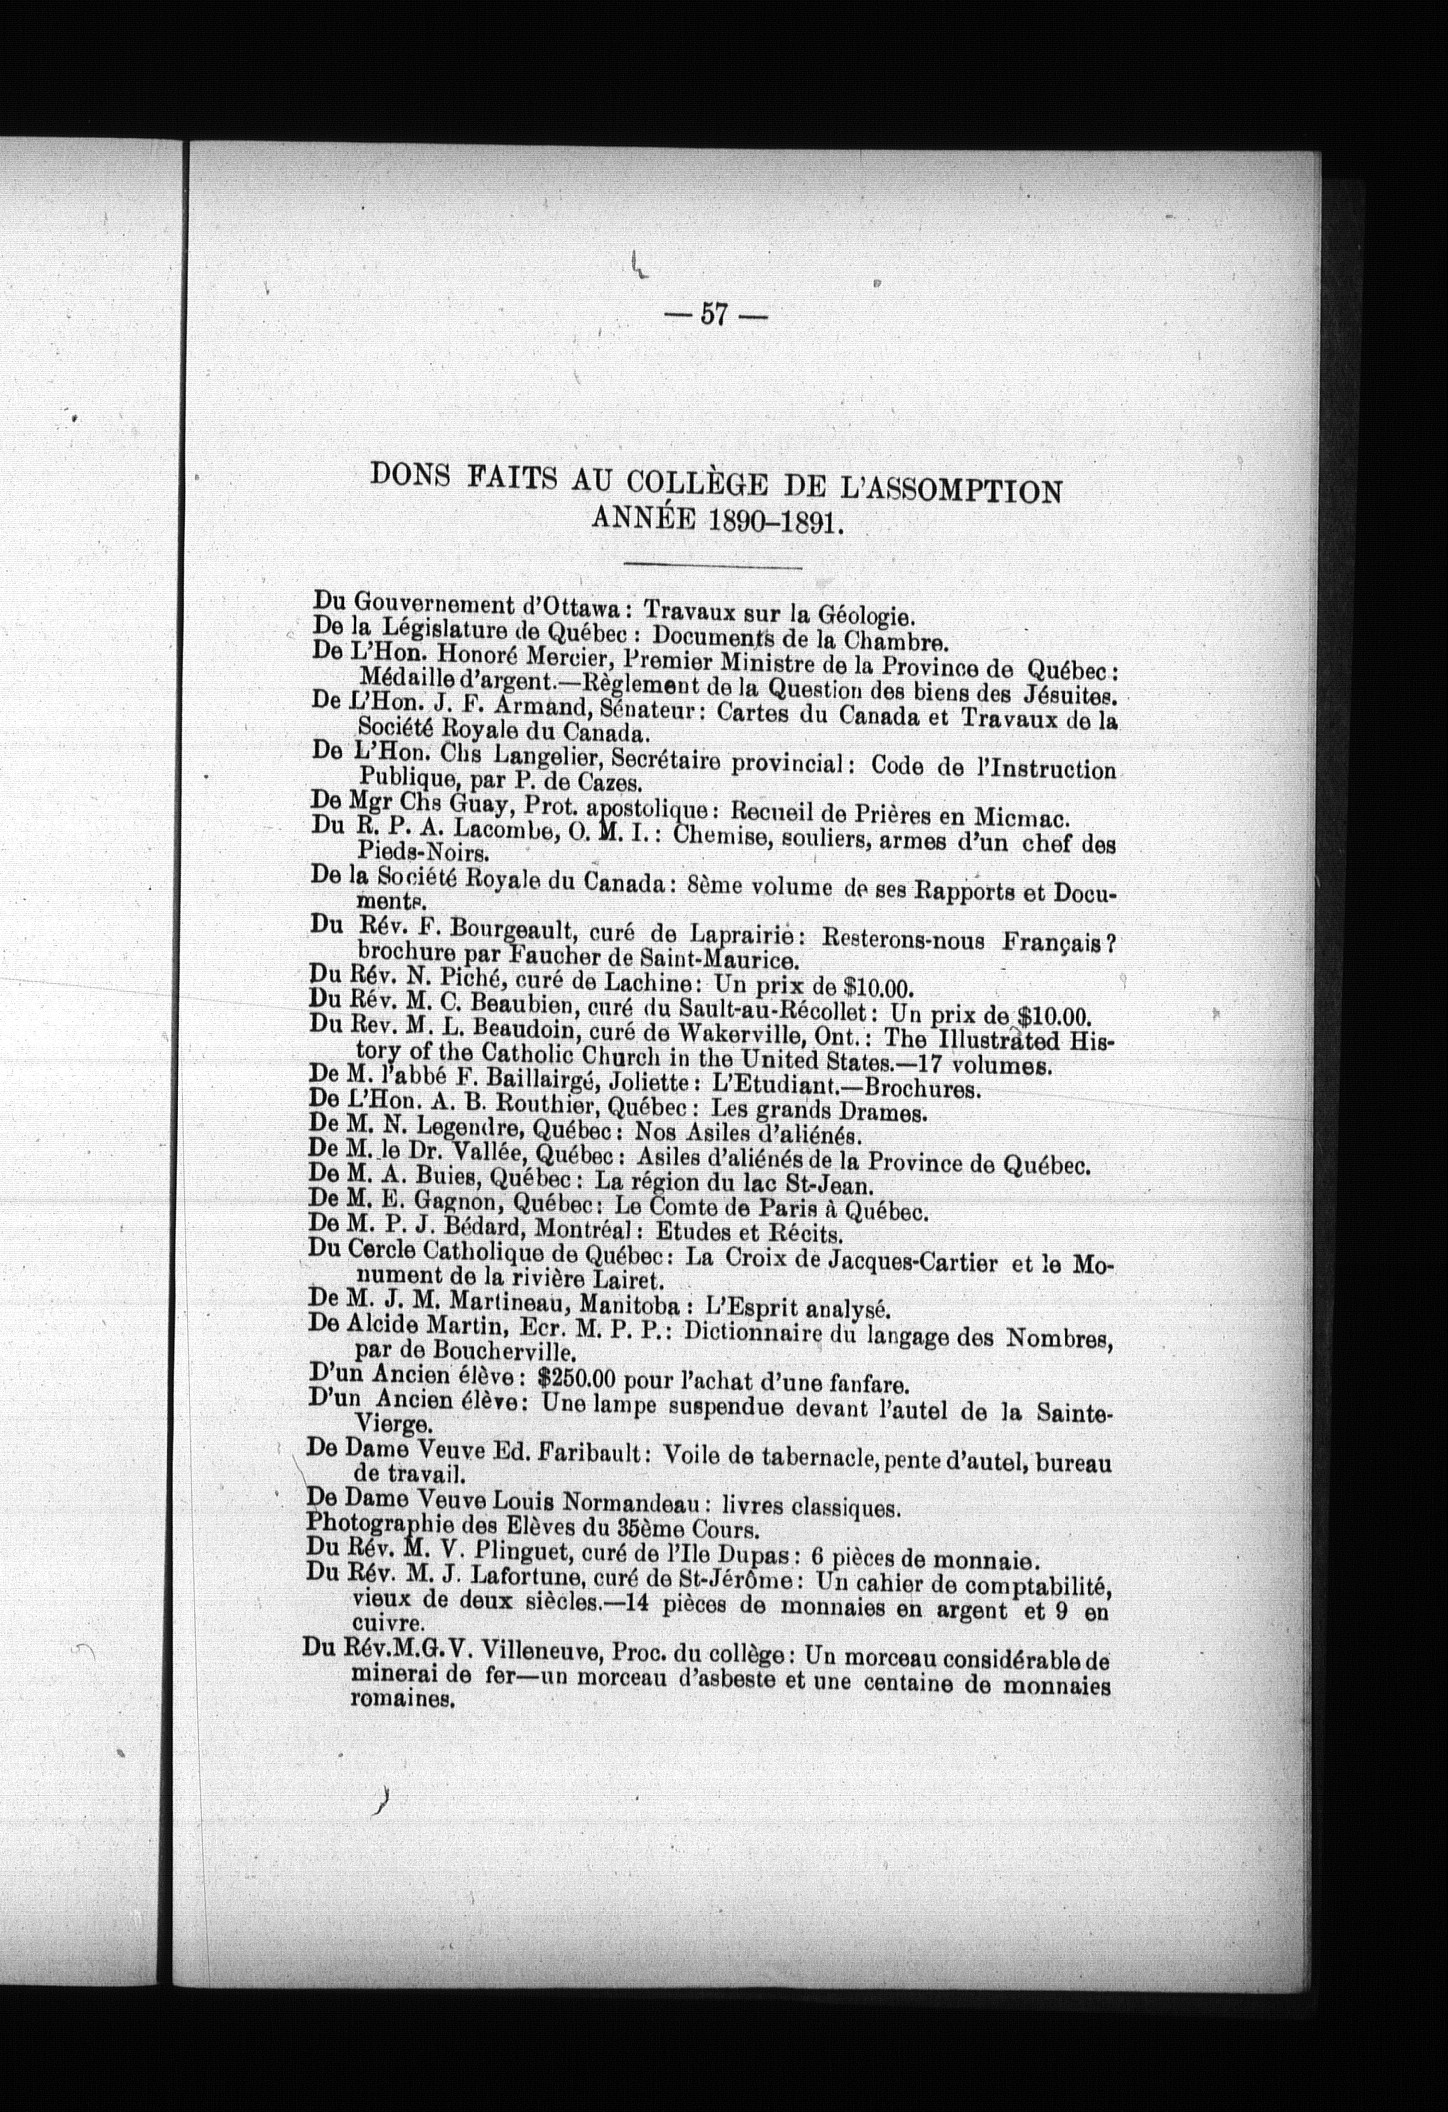 — 57 —
DONS FAITS AU COLLÈGE DE L'ASSOMPTION
ANNÉE 1890–1891.
Du Gouvernement d'Ottawa : Travaux sur la Géologie.
De la Législature de Québec : Documents de la Chambre.
De L'Hon. Honoré Mercier, Premier Ministre de la Province de Québec :
Médaille d'argent.—Règlement de la Question des biens des Jésuites.
De L'Hon. J. F. Armand, Sénateur : Cartes du Canada et Travaux de la
Société Royale du Canada.
De L'Hon. Chs Langelier, Secrétaire provincial : Code de l'Instruction
Publique, par P. de Cazes.
De Mgr Chs Guay, Prot. apostolique : Recueil de Prières en Micmac.
Du R. P. A. Lacombe, O. M. I. : Chemise, souliers, armes d'un chef des
Pieds-Noirs.
De la Société Royale du Canada : 8ème volume de ses Rapports et Docu-
ments.
Du Rév. F. Bourgeault, curé de Laprairie : Resterons-nous Français ?
brochure par Faucher de Saint-Maurice.
Du Rév. N. Piché, curé de Lachine : Un prix de $10.00.
Du Rév. M. C. Beaubien, curé du Sault-au-Récollet : Un prix de $10.00.
Du Rev. M. L. Beaudoin, curé de Wakerville, Ont. : The Illustrated His-
tory of the Catholic Church in the United States.—17 volumes.
De M. l'abbé F. Baillairgé, Joliette : L'Etudiant.—Brochures.
De L'Hon. A. B. Routhier, Québec : Les grands Drames.
De M. N. Legendre, Québec : Nos Asiles d'aliénés.
De M. le Dr. Vallée, Québec : Asiles d'aliénés de la Province de Québec.
De M. A. Buies, Québec : La région du lac St-Jean.
De M. E. Gagnon, Québec : Le Comte de Paris à Québec.
De M. P. J. Bédard, Montréal : Etudes et Récits.
Du Cercle Catholique de Québec : La Croix de Jacques-Cartier et le Mo-
nument de la rivière Lairet.
De M. J. M. Martineau, Manitoba : L'Esprit analysé.
De Alcide Martin, Ecr. M. P. P. : Dictionnaire du langage des Nombres,
par de Boucherville.
D'un Ancien élève : $250.00 pour l'achat d'une fanfare.
D'un Ancien élève : Une lampe suspendue devant l'autel de la Sainte-
Vierge.
De Dame Veuve Ed. Faribault : Voile de tabernacle, pente d'autel, bureau
de travail.
De Dame Veuve Louis Normandeau : livres classiques.
Photographie des Elèves du 35ème Cours.
Du Rév. M. V. Plinguet, curé de l'Ile Dupas : 6 pièces de monnaie.
Du Rév. M. J. Lafortune, curé de St-Jérôme : Un cahier de comptabilité,
vieux de deux siècles.—14 pièces de monnaies en argent et 9 en
cuivre.
Du Rév. M. G. V. Villeneuve, Proc. du collège : Un morceau considérable de
minerai de fer—un morceau d'asbeste et une centaine de monnaies
romaines.